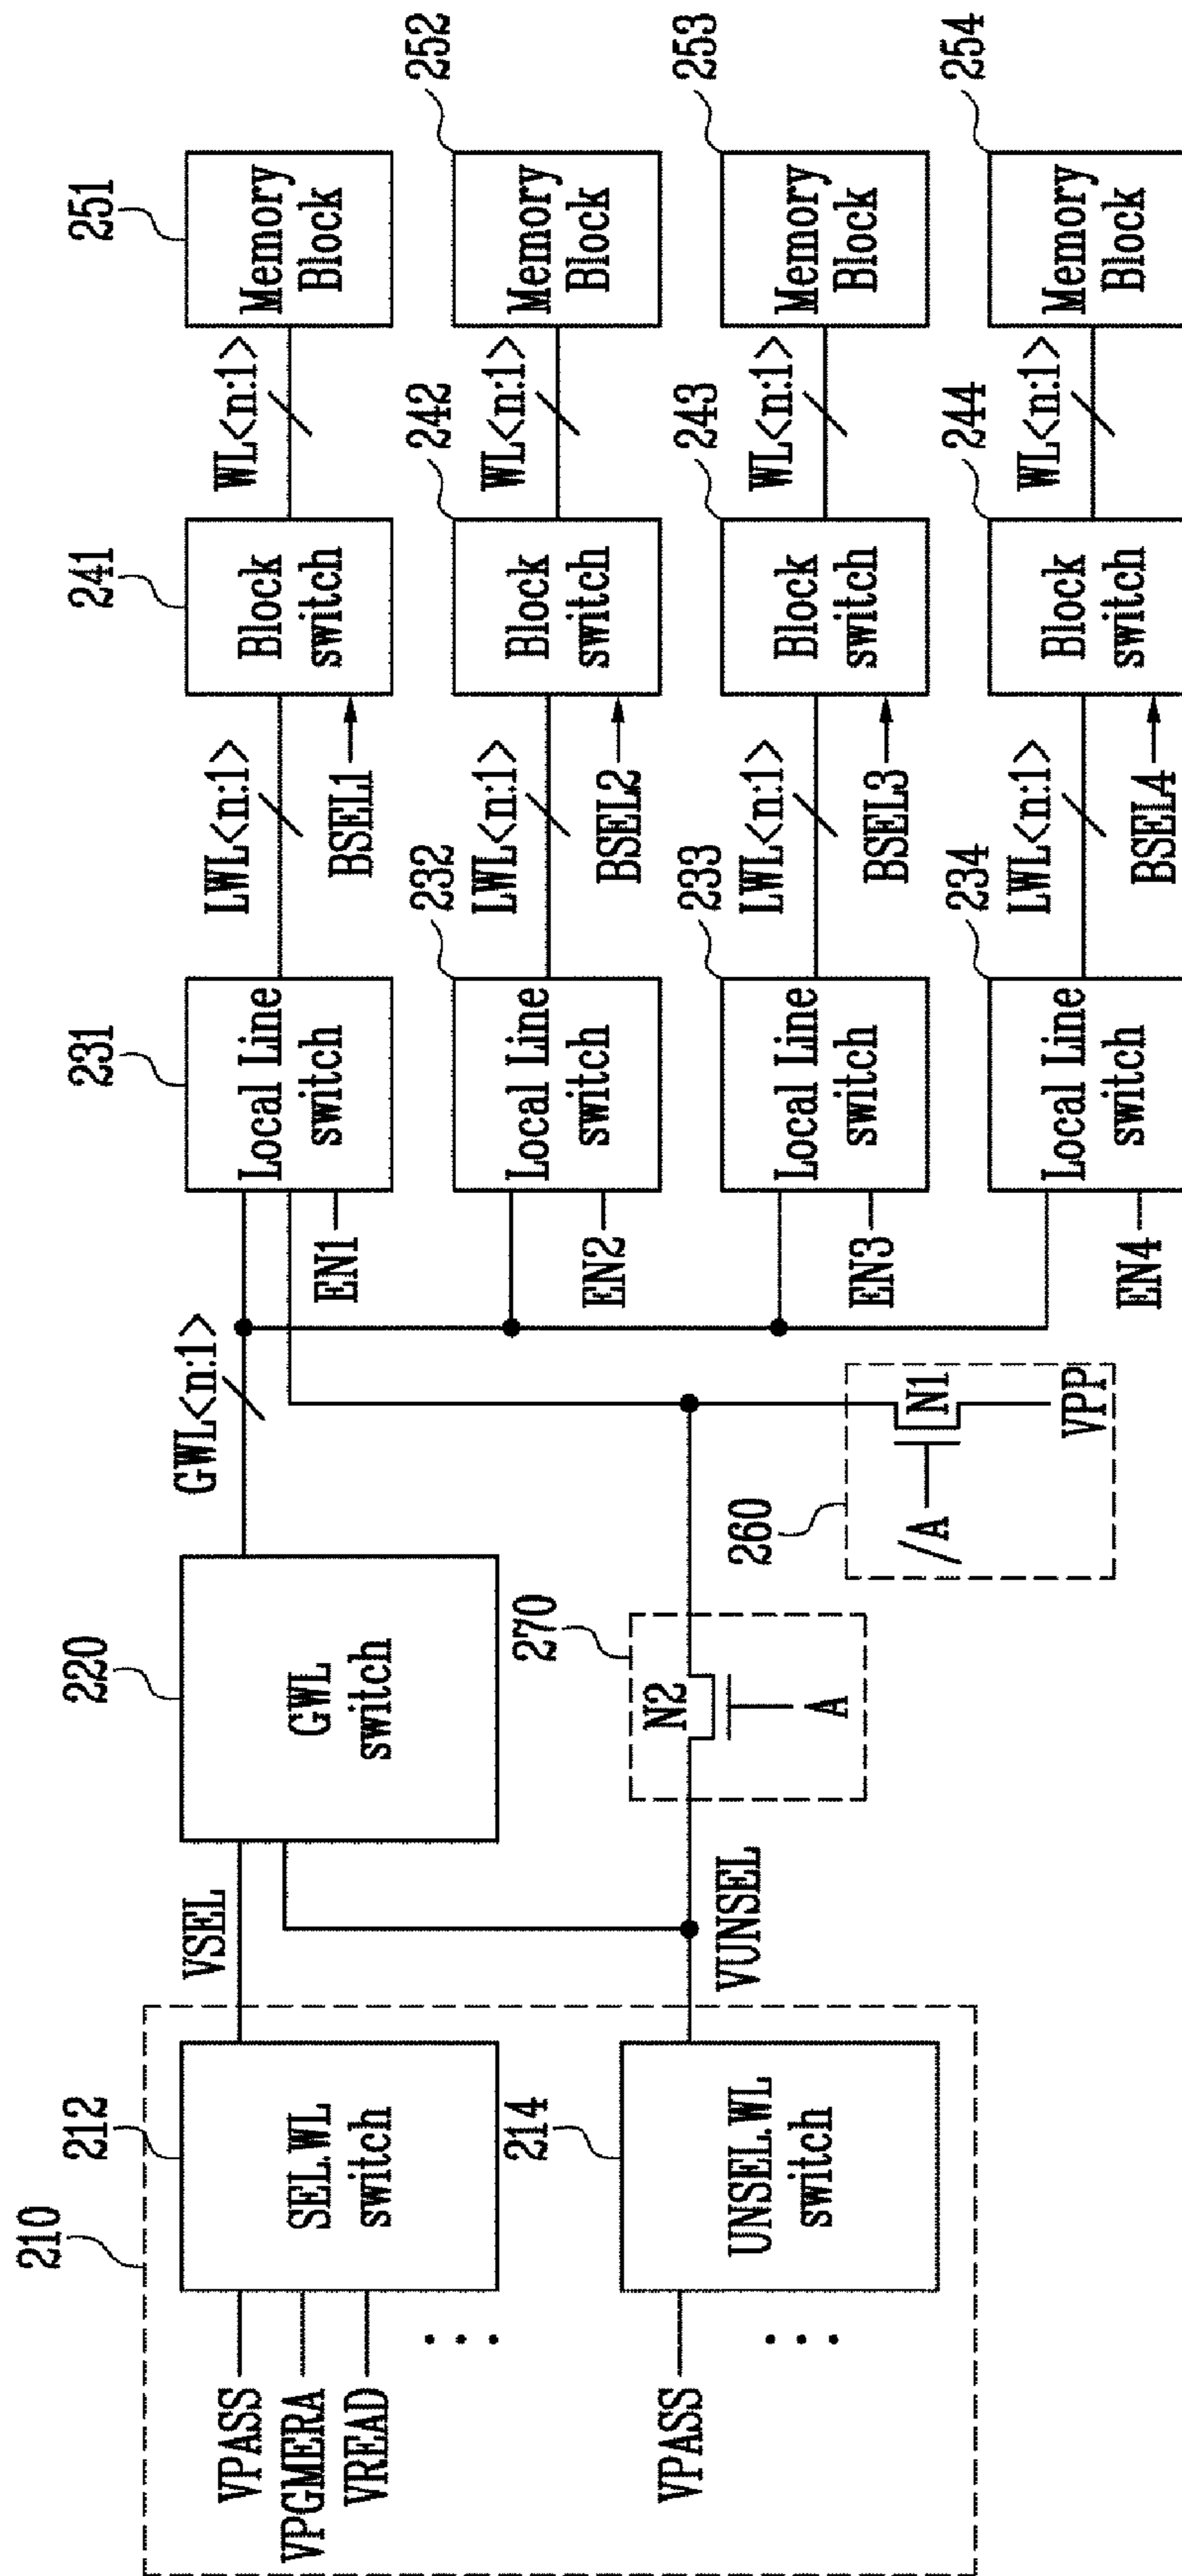 210
212
SEL.WL
switch
VPASS
VPGMERA
VREAD
214
UNSEL.WL
switch
VPASS
VSEL
VUNSEL
220
GWL
switch
270
N2
A
260
/A
N1
VPP
GWL<n:1>
231
Local Line
switch
EN1
LWL<n:1>
241
Block
switch
BSEL1
WL<n:1>
251
Memory
Block
232
Local Line
switch
EN2
LWL<n:1>
242
Block
switch
BSEL2
WL<n:1>
252
Memory
Block
233
Local Line
switch
EN3
LWL<n:1>
243
Block
switch
BSEL3
WL<n:1>
253
Memory
Block
234
Local Line
switch
EN4
LWL<n:1>
244
Block
switch
BSEL4
WL<n:1>
254
Memory
Block